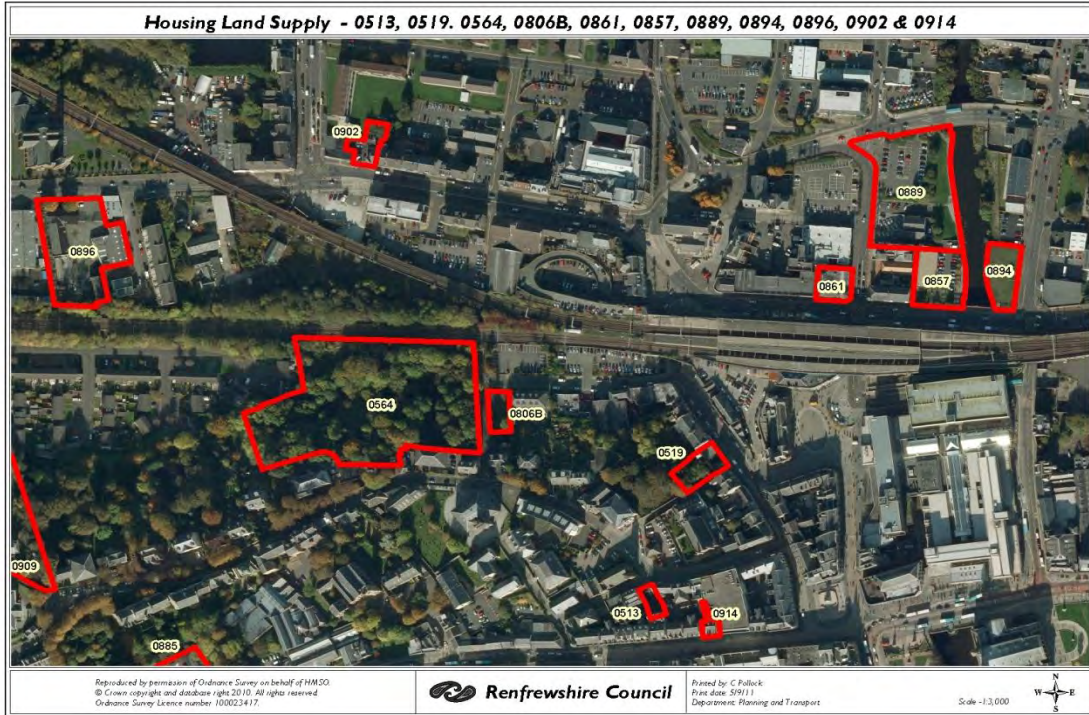 Housing Land Supply - 0513, 0519. 0564, 0806B, 0861, 0857, 0889, 0894, 0896, 0902 & 0914
0902
0889
0896
0894
0857
0861
0564
0806B
0519
0909
0513
0914
0885
Reproduced by permission of Ordnance Survey on behalf of HMSO.
© Crown copyright and database right 2010. All rights reserved.
Ordnance Survey Licence number 100023417.
Renfrewshire Council
Printed by: C Pollock
Print date: 5/9/11
Department: Planning and Transport
Scale -1:3,000
N
W E
S